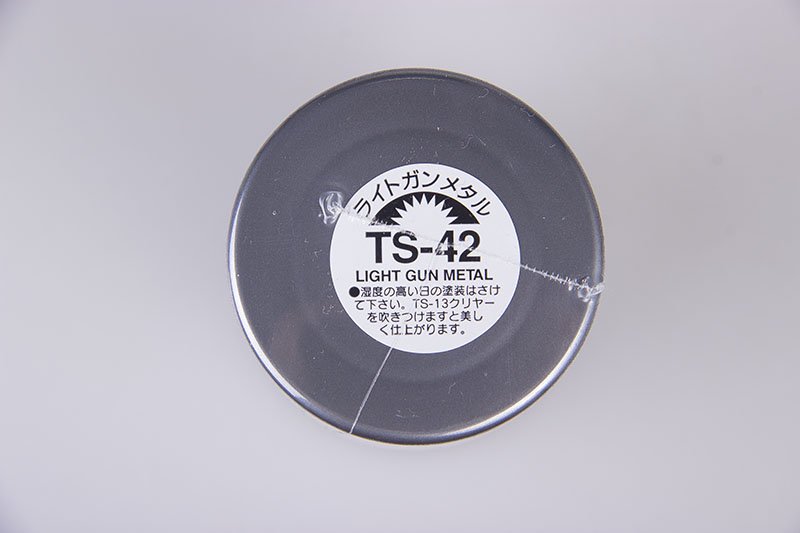 ライトガンメタル
TS-42
LIGHT GUN METAL
●湿度の高い日の塗装はさけ
て下さい。TS-13クリヤー
を吹きつけますと美し
く仕上がります。